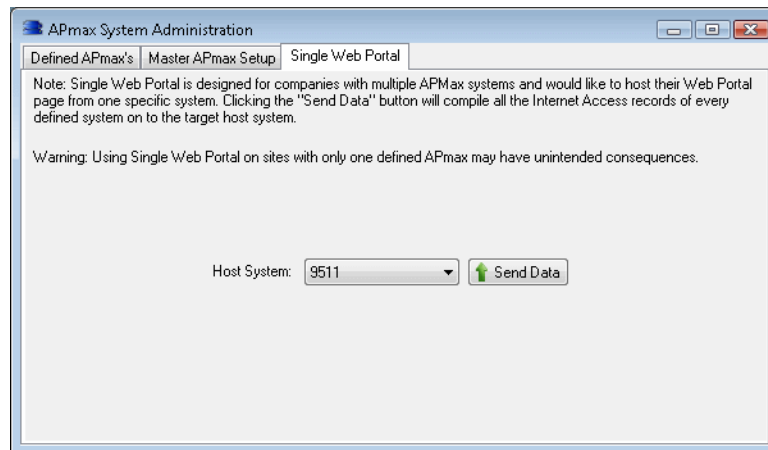 APmax System Administration
Defined APmax's Master APmax Setup Single Web Portal
Note: Single Web Portal is designed for companies with multiple APMax systems and would like to host their Web Portal
page from one specific system. Clicking the "Send Data" button will compile all the Internet Access records of every
defined system on to the target host system.
Warning: Using Single Web Portal on sites with only one defined APmax may have unintended consequences.
Host System: 9511 Send Data